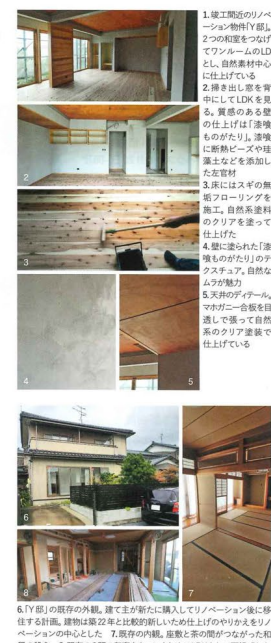 1. 竣工間近のリノベ
ーション物件「Y邸」。
2つの和室をつなげ
てワンルームのLD
とし、自然素材中心
に仕上げている
2. 掃き出し窓を背
中にしてLDKを見
る。質感のある壁
の仕上げは「漆喰
ものがたり」。漆喰
に断熱ビーズや珪
藻土などを添加し
た左官材
3. 床にはスギの無
垢フローリングを
施工。自然系塗料
のクリアを塗って
仕上げた
4. 壁に塗られた「漆
喰ものがたり」のテ
クスチュア。自然な
ムラが魅力
5. 天井のディテール。
マホガニー合板を目
透しで張って自然
系のクリア塗装で
仕上げている
2
3
4
5
6
7
8
6. 「Y邸」の既存の外観。建て主が新たに購入してリノベーション後に移
住する計画。建物は築22年と比較的新しいため仕上げのやりかえをリノ
ベーションの中心とした 7. 既存の内観。座敷と茶の間がつながった和